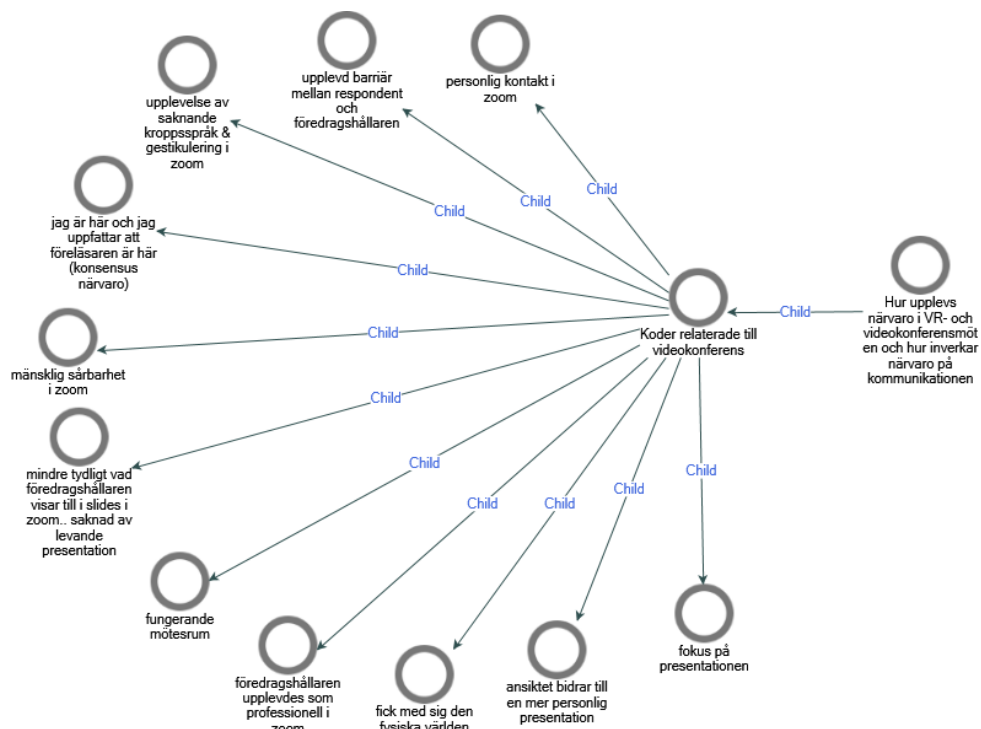 upplevelse av
saknande
kroppsspråk &
gestikulering i
zoom
upplevd barriär
mellan respondent
och
föredragshållaren
personlig kontakt i
zoom
Child
Child
Child
jag är här och jag
uppfattar att
föreläsaren är här
(konsensus
närvaro)
Child
Child
Hur upplevs
närvaro i VR- och
videokonferensmöt
en och hur inverkar
närvaro på
kommunikationen
Koder relaterade till
videokonferens
Child
mänsklig sårbarhet
i zoom
Child
mindre tydligt vad
föredragshållaren
visar till i slides i
zoom.. saknad av
levande
presentation
Child
Child
Child
Child
Child
fungerande
mötesrum
föredragshållaren
upplevdes som
professionell i
zoom
fick med sig den
fysiska världen
ansiktet bidrar till
en mer personlig
presentation
fokus på
presentationen